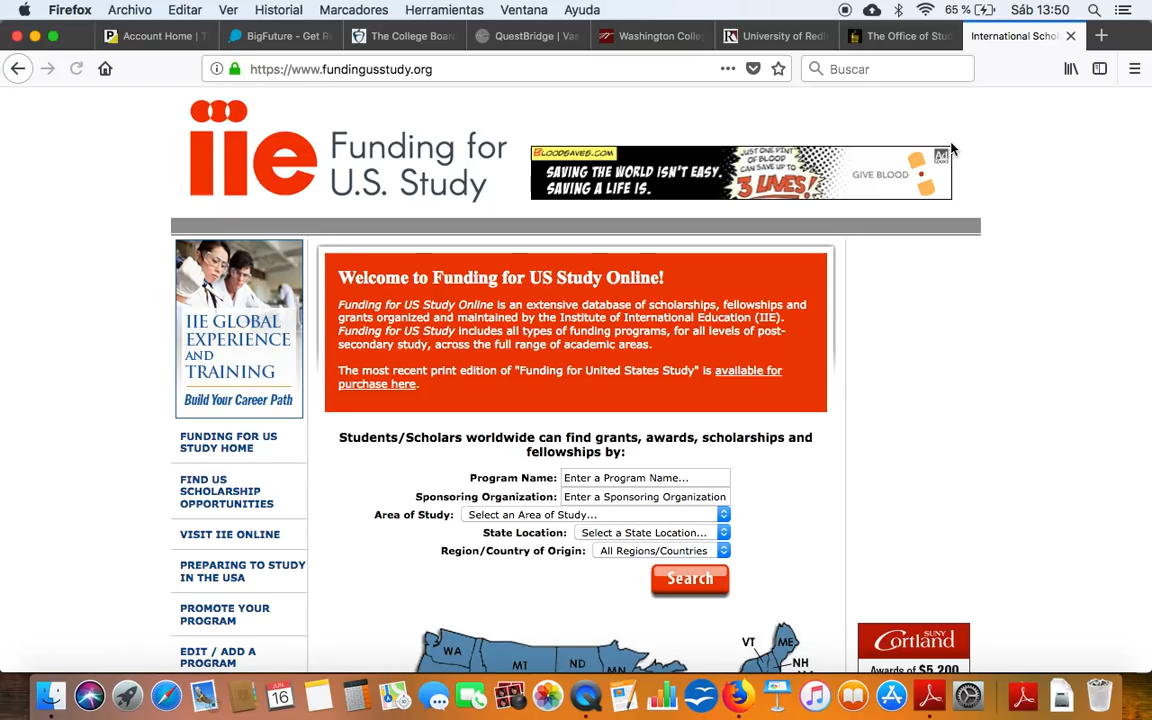 Firefox Archivo Editar Ver Historial Marcadores Herramientas Ventana Ayuda 65 % Sáb 13:50
Account Home | T BigFuture - Get Re The College Boar QuestBridge | Vas Washington Colle University of Redl The Office of Stud International Schol
https://www.fundingusstudy.org Buscar
iie Funding for
U.S. Study
BLOODSAVES.COM
SAVING THE WORLD ISN'T EASY.
SAVING A LIFE IS.
JUST ONE PINT
OF BLOOD
CAN SAVE UP TO
3 LIVES!
GIVE BLOOD
Ad
IIE GLOBAL
EXPERIENCE
AND
TRAINING
Build Your Career Path
FUNDING FOR US
STUDY HOME
FIND US
SCHOLARSHIP
OPPORTUNITIES
VISIT IIE ONLINE
PREPARING TO STUDY
IN THE USA
PROMOTE YOUR
PROGRAM
EDIT / ADD A
PROGRAM
Welcome to Funding for US Study Online!
Funding for US Study Online is an extensive database of scholarships, fellowships and
grants organized and maintained by the Institute of International Education (IIE).
Funding for US Study includes all types of funding programs, for all levels of post-
secondary study, across the full range of academic areas.
The most recent print edition of "Funding for United States Study" is available for
purchase here.
Students/Scholars worldwide can find grants, awards, scholarships and
fellowships by:
Program Name: Enter a Program Name...
Sponsoring Organization: Enter a Sponsoring Organization
Area of Study: Select an Area of Study...
State Location: Select a State Location...
Region/Country of Origin: All Regions/Countries
Search
WA MT ND MN VT ME NH
SUNY
Cortland
Awards of $5,200
JUN
16